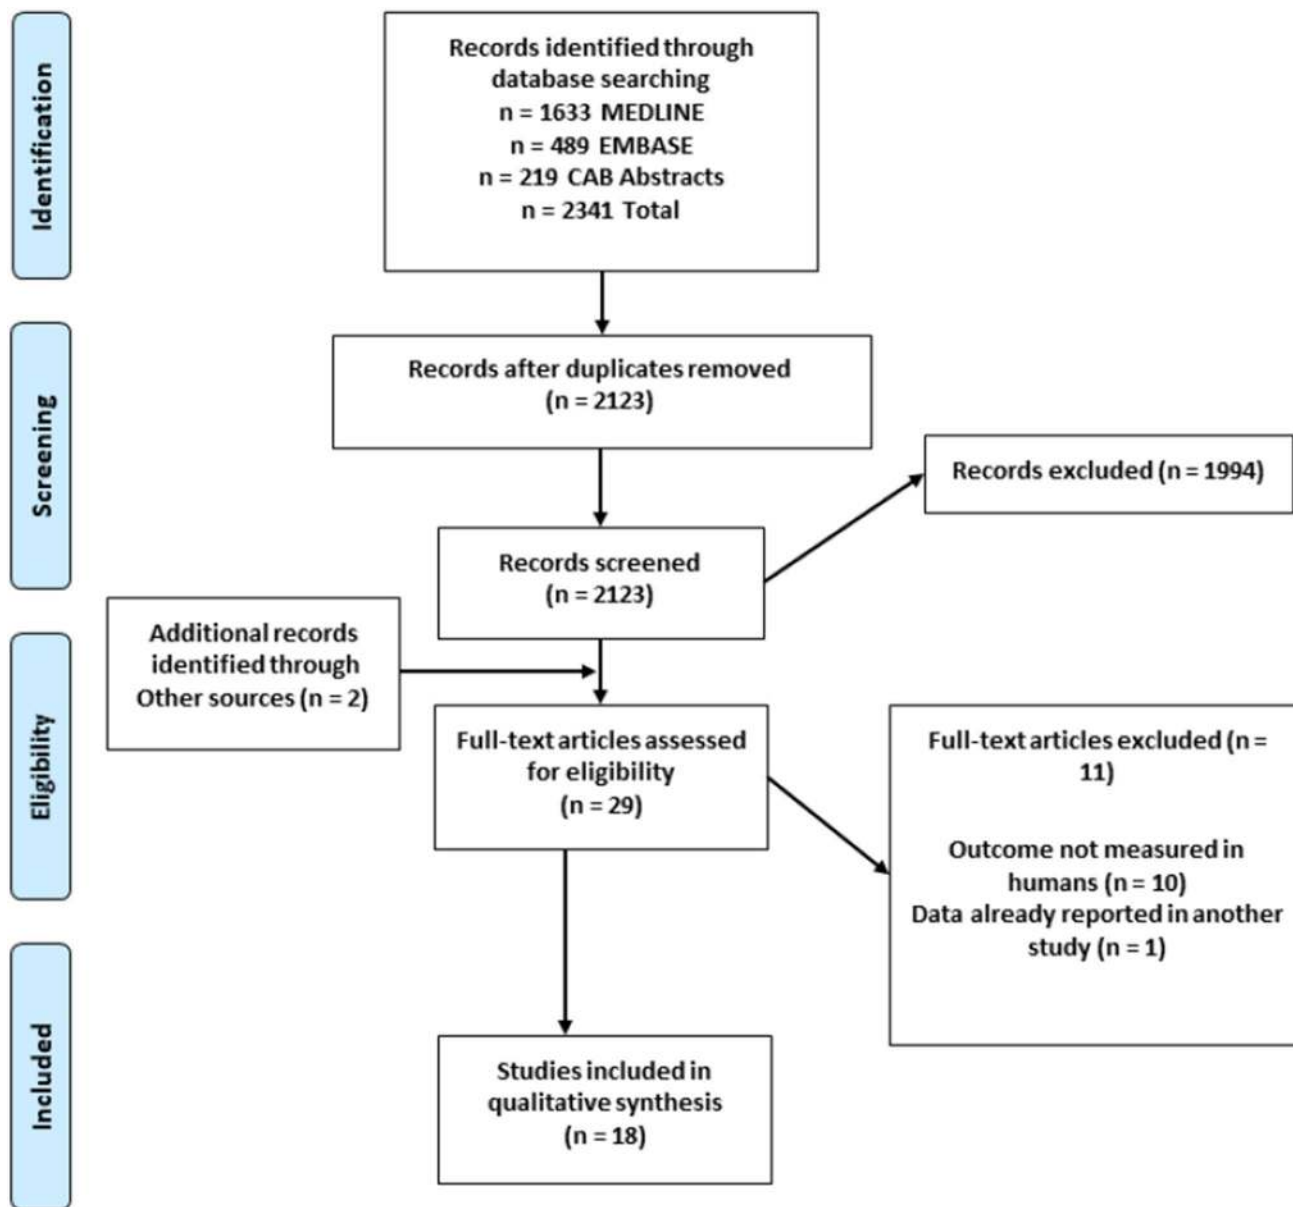 Identification
Records identified through
database searching
n = 1633 MEDLINE
n = 489 EMBASE
n = 219 CAB Abstracts
n = 2341 Total
Screening
Records after duplicates removed
(n = 2123)
Records excluded (n = 1994)
Records screened
(n = 2123)
Additional records
identified through
Other sources (n = 2)
Eligibility
Full-text articles assessed
for eligibility
(n = 29)
Full-text articles excluded (n =
11)
Outcome not measured in
humans (n = 10)
Data already reported in another
study (n = 1)
Included
Studies included in
qualitative synthesis
(n = 18)